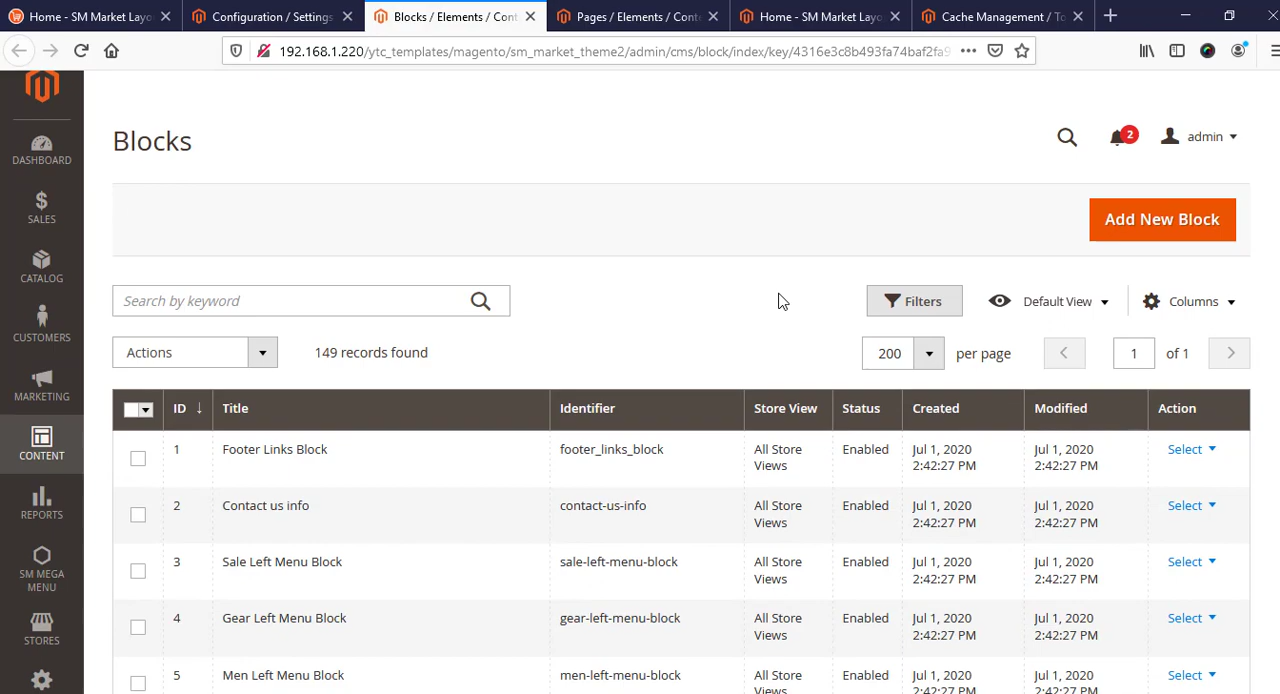 Home - SM Market Layo
Configuration / Settings
Blocks / Elements / Cont
Pages / Elements / Cont
Home - SM Market Layo
Cache Management / To
192.168.1.220/ytc_templates/magento/sm_market_theme2/admin/cms/block/index/key/4316e3c8b493fa74baf2fa9
DASHBOARD
SALES
CATALOG
CUSTOMERS
MARKETING
CONTENT
REPORTS
SM MEGA
MENU
STORES
Blocks
2
admin
Add New Block
Search by keyword
Filters
Default View
Columns
Actions
149 records found
200
per page
1
of 1
ID
Title
Identifier
Store View
Status
Created
Modified
Action
1
Footer Links Block
footer_links_block
All Store
Views
Enabled
Jul 1, 2020
2:42:27 PM
Jul 1, 2020
2:42:27 PM
Select
2
Contact us info
contact-us-info
All Store
Views
Enabled
Jul 1, 2020
2:42:27 PM
Jul 1, 2020
2:42:27 PM
Select
3
Sale Left Menu Block
sale-left-menu-block
All Store
Views
Enabled
Jul 1, 2020
2:42:27 PM
Jul 1, 2020
2:42:27 PM
Select
4
Gear Left Menu Block
gear-left-menu-block
All Store
Views
Enabled
Jul 1, 2020
2:42:27 PM
Jul 1, 2020
2:42:27 PM
Select
5
Men Left Menu Block
men-left-menu-block
All Store
Enabled
Jul 1, 2020
Jul 1, 2020
Select